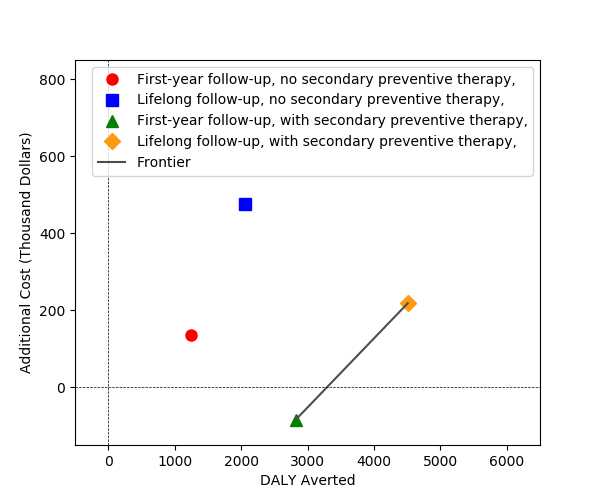 800
600
400
200
0
Additional Cost (Thousand Dollars)
First-year follow-up, no secondary preventive therapy,
Lifelong follow-up, no secondary preventive therapy,
First-year follow-up, with secondary preventive therapy,
Lifelong follow-up, with secondary preventive therapy,
Frontier
0 1000 2000 3000 4000 5000 6000
DALY Averted